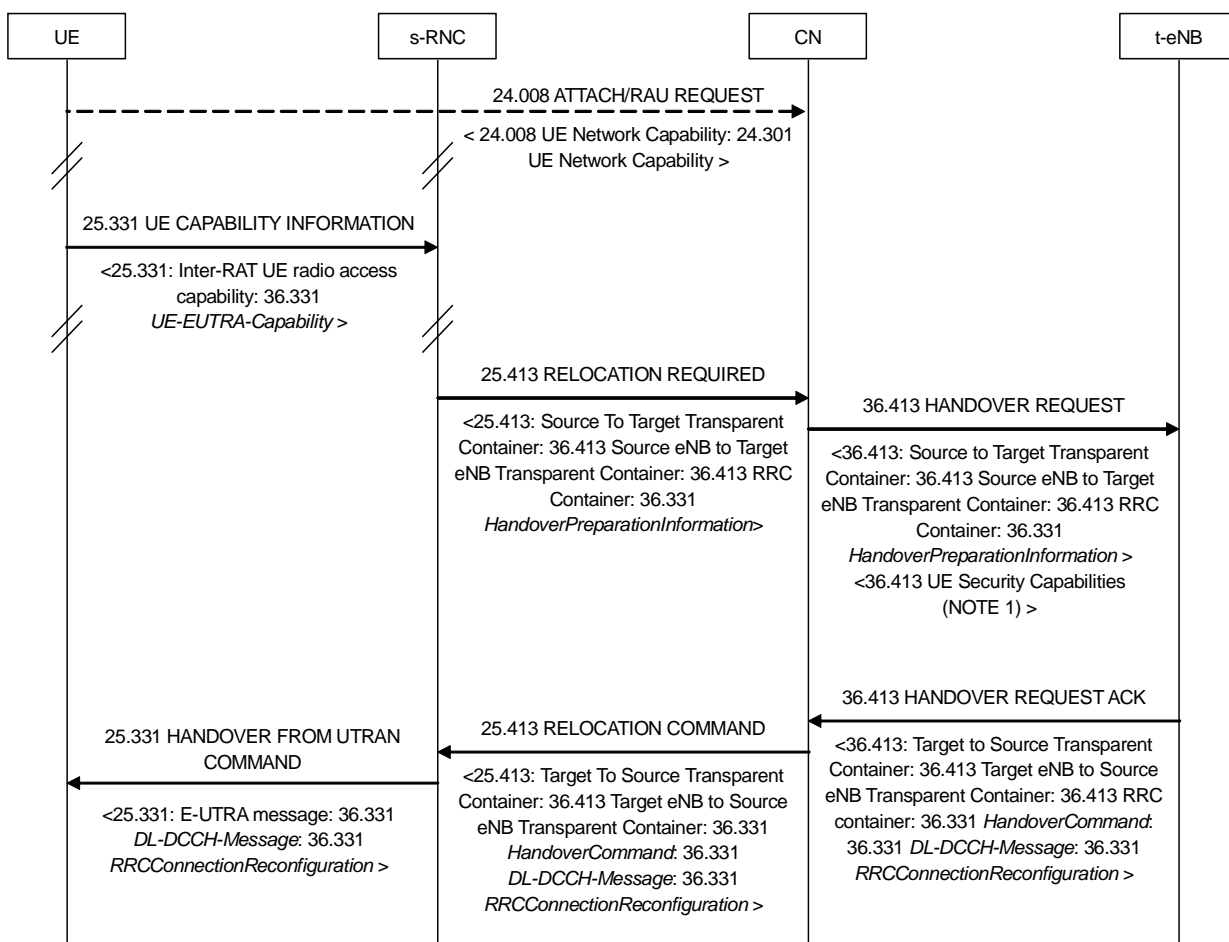 UE
s-RNC
CN
t-eNB
24.008 ATTACH/RAU REQUEST
< 24.008 UE Network Capability: 24.301
UE Network Capability >
25.331 UE CAPABILITY INFORMATION
<25.331: Inter-RAT UE radio access
capability: 36.331
UE-EUTRA-Capability >
25.413 RELOCATION REQUIRED
<25.413: Source To Target Transparent
Container: 36.413 Source eNB to Target
eNB Transparent Container: 36.413 RRC
Container: 36.331
HandoverPreparationInformation>
36.413 HANDOVER REQUEST
<36.413: Source to Target Transparent
Container: 36.413 Source eNB to Target
eNB Transparent Container: 36.413 RRC
Container: 36.331
HandoverPreparationInformation >
<36.413 UE Security Capabilities
(NOTE 1) >
36.413 HANDOVER REQUEST ACK
<36.413: Target to Source Transparent
Container: 36.413 Target eNB to Source
eNB Transparent Container: 36.413 RRC
container: 36.331 HandoverCommand:
36.331 DL-DCCH-Message: 36.331
RRCConnectionReconfiguration >
25.413 RELOCATION COMMAND
<25.413: Target To Source Transparent
Container: 36.413 Target eNB to Source
eNB Transparent Container: 36.331
HandoverCommand: 36.331
DL-DCCH-Message: 36.331
RRCConnectionReconfiguration >
25.331 HANDOVER FROM UTRAN
COMMAND
<25.331: E-UTRA message: 36.331
DL-DCCH-Message: 36.331
RRCConnectionReconfiguration >